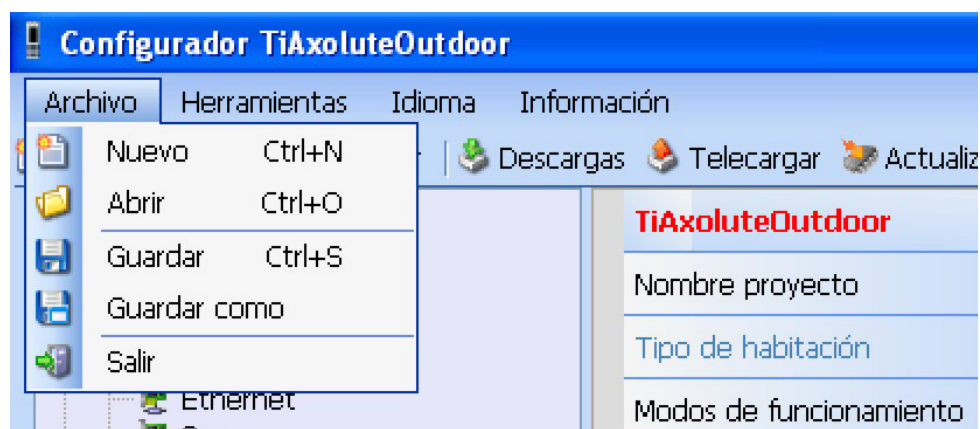 Configurador TiAxoluteOutdoor
Archivo Herramientas Idioma Información
Descargas Telecargar
Nuevo Ctrl+N
Abrir Ctrl+O
Guardar Ctrl+S
Guardar como
Salir
Ethernet
TiAxoluteOutdoor
Nombre proyecto
Tipo de habitación
Modos de funcionamiento